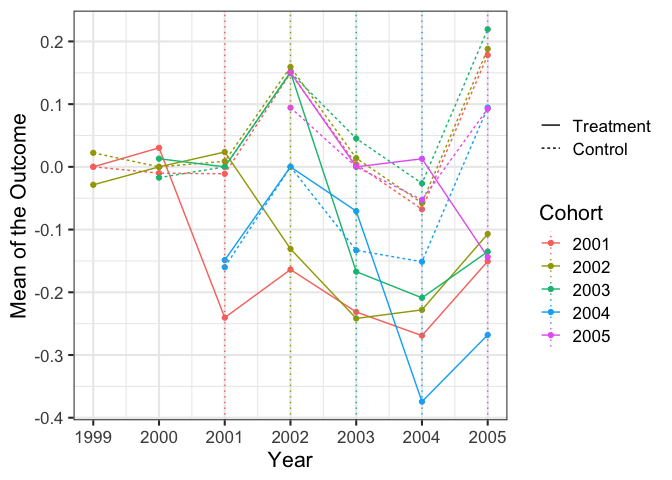 Mean of the Outcome
0.2
0.1
0.0
-0.1
-0.2
-0.3
-0.4
1999 2000 2001 2002 2003 2004 2005
Year
Treatment
Control
Cohort
2001
2002
2003
2004
2005